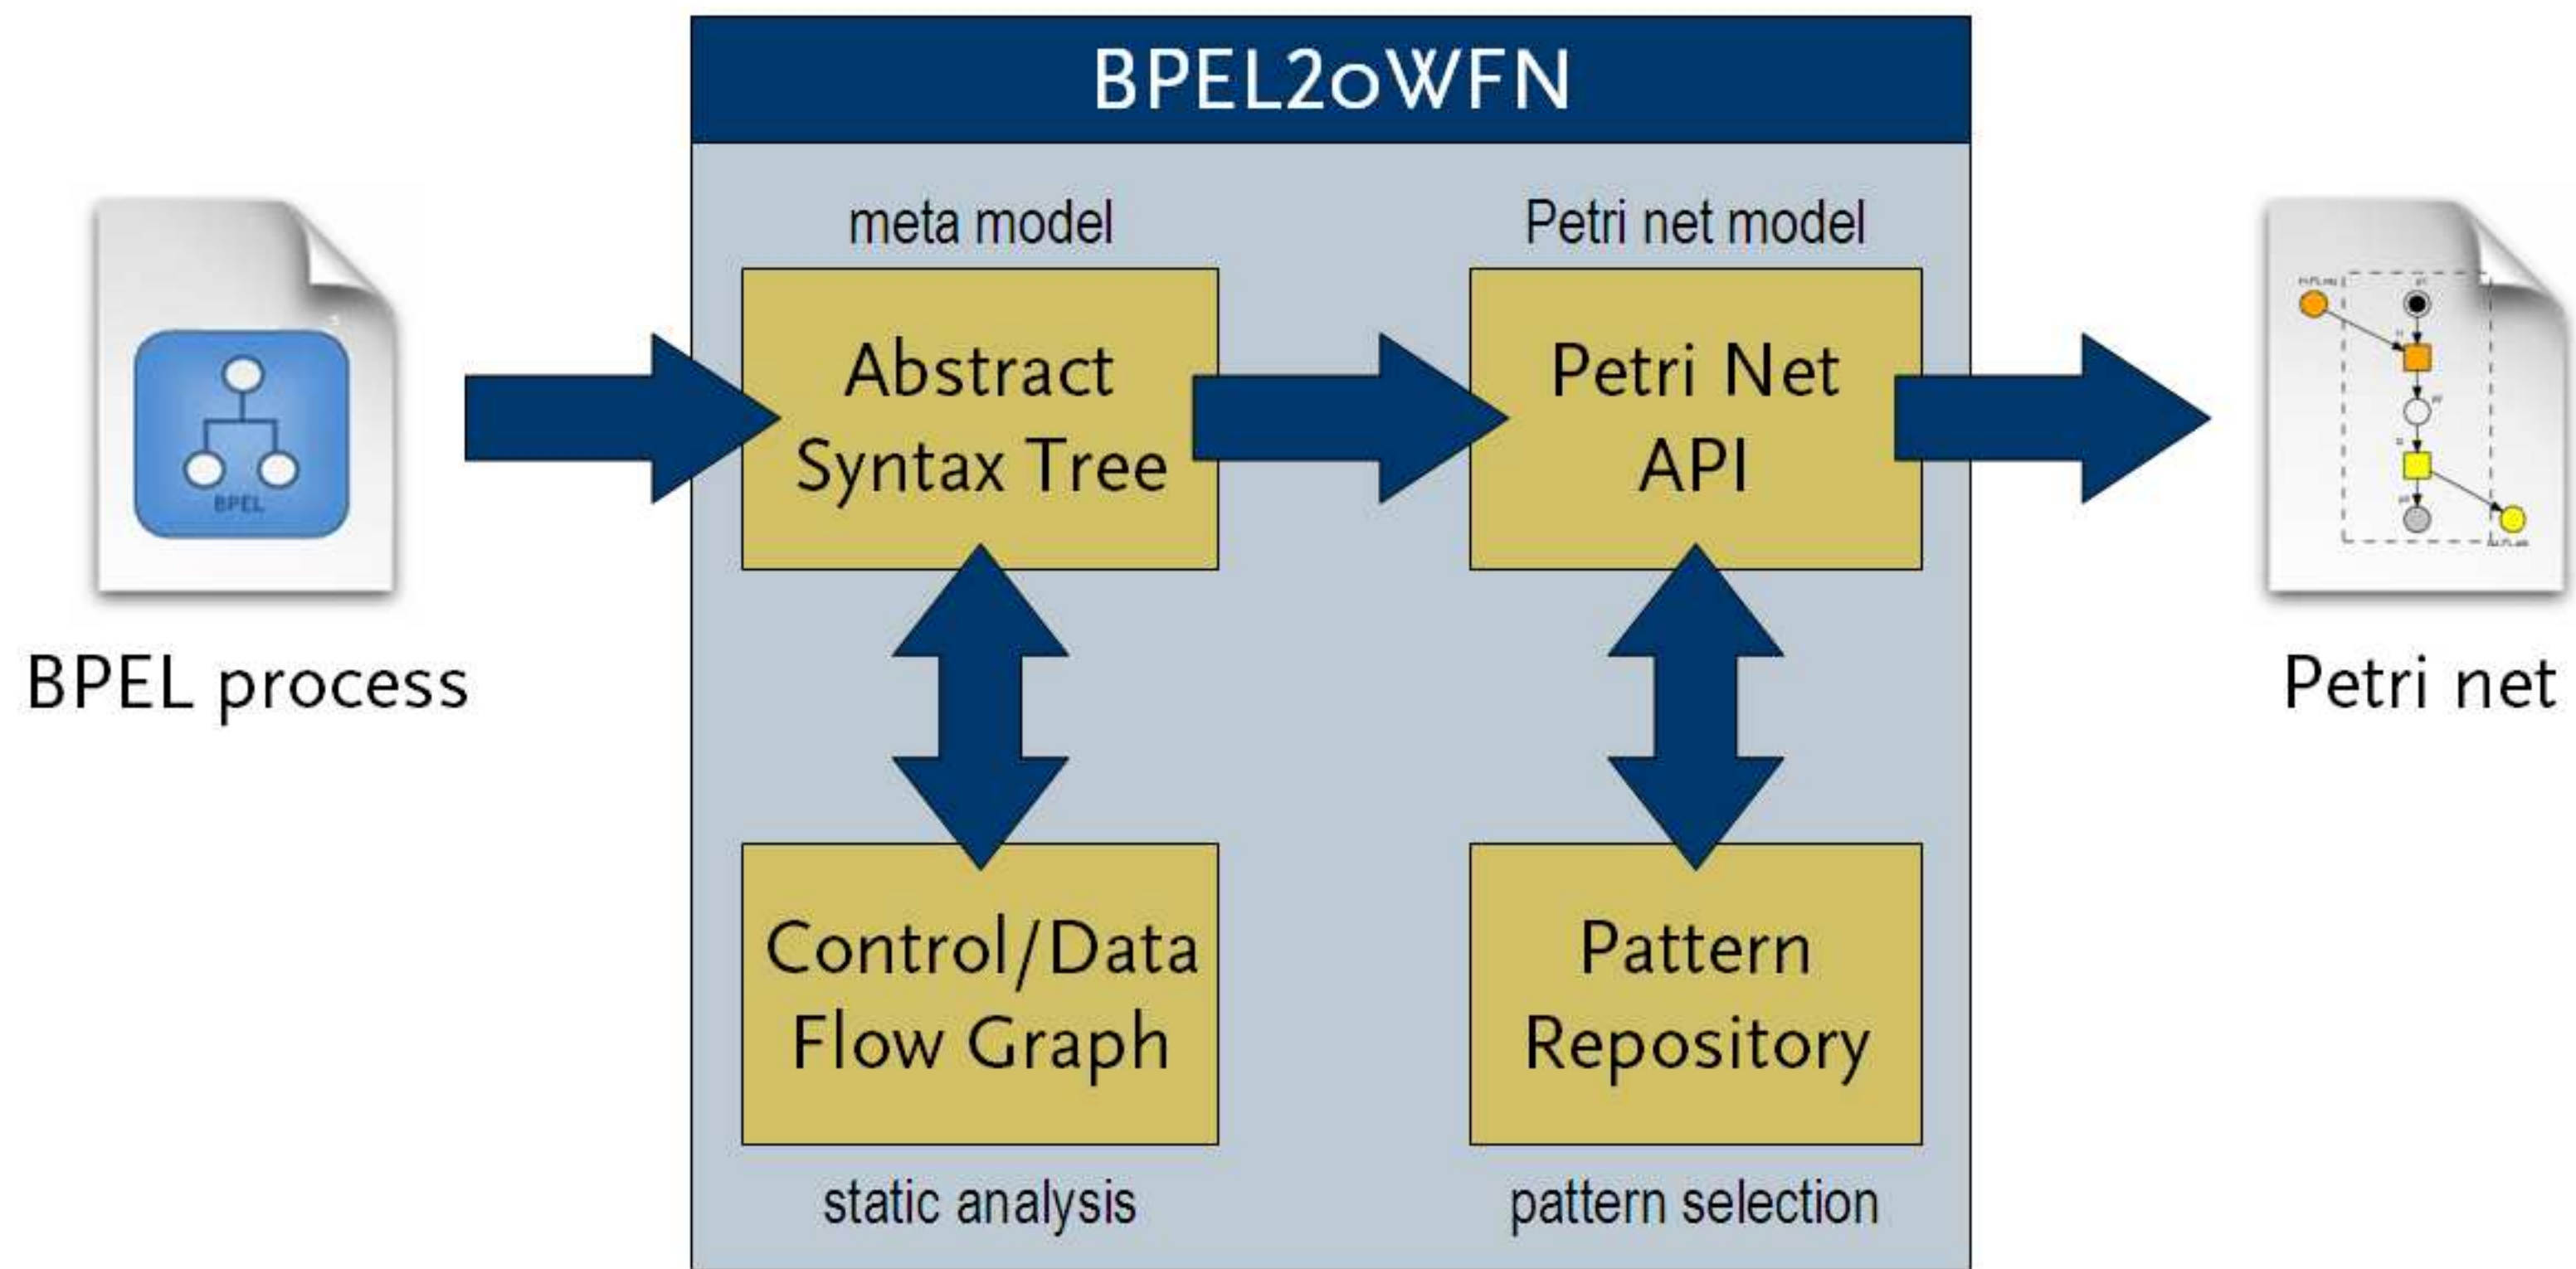 BPEL2oWFN
meta model
Petri net model
Abstract
Syntax Tree
Petri Net
API
BPEL
BPEL process
Petri net
Control/Data
Flow Graph
Pattern
Repository
static analysis
pattern selection